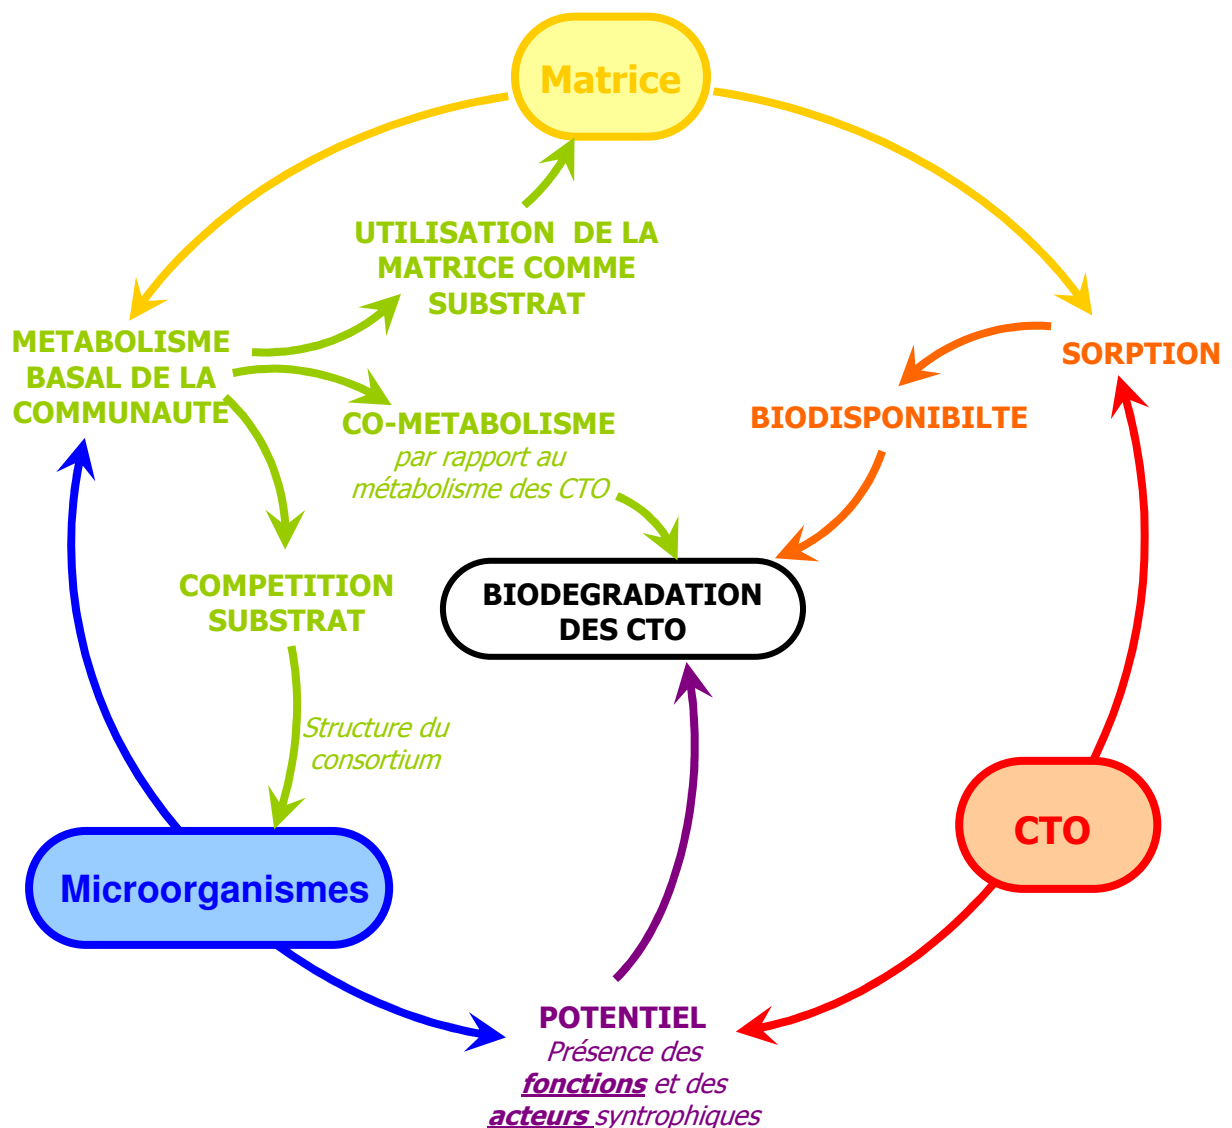 Matrice
UTILISATION DE LA
MATRICE COMME
SUBSTRAT
METABOLISME
BASAL DE LA
COMMUNAUTE
SORPTION
CO-METABOLISME
par rapport au
métabolisme des CTO
BIODISPONIBILTE
COMPETITION
SUBSTRAT
BIODEGRADATION
DES CTO
Structure du
consortium
CTO
Microorganismes
POTENTIEL
Présence des
fonctions et des
acteurs syntrophiques